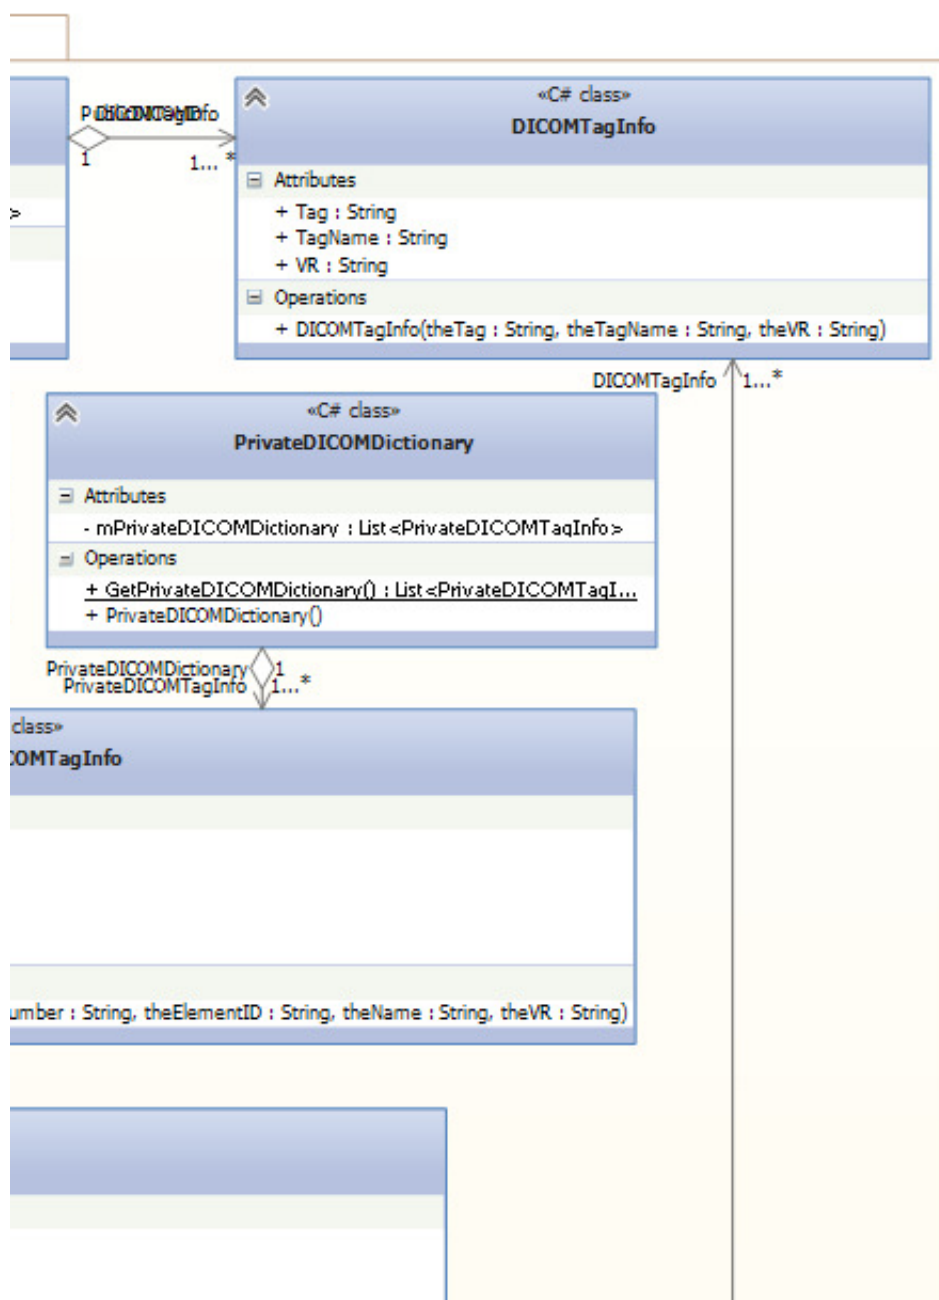 «C# class»
DICOMTagInfo
1
1... *
Attributes
>
+ Tag : String
+ TagName : String
+ VR : String
Operations
+ DICOMTagInfo(theTag : String, theTagName : String, theVR : String)
DICOMTagInfo
1...*
«C# class»
PrivateDICOMDictionary
Attributes
- mPrivateDICOMDictionary : List<PrivateDICOMTagInfo>
Operations
+ GetPrivateDICOMDictionary() : List<PrivateDICOMTagI...
+ PrivateDICOMDictionary()
PrivateDICOMDictionary 1
PrivateDICOMTagInfo 1...*
class»
COMTagInfo
umber : String, theElementID : String, theName : String, theVR : String)